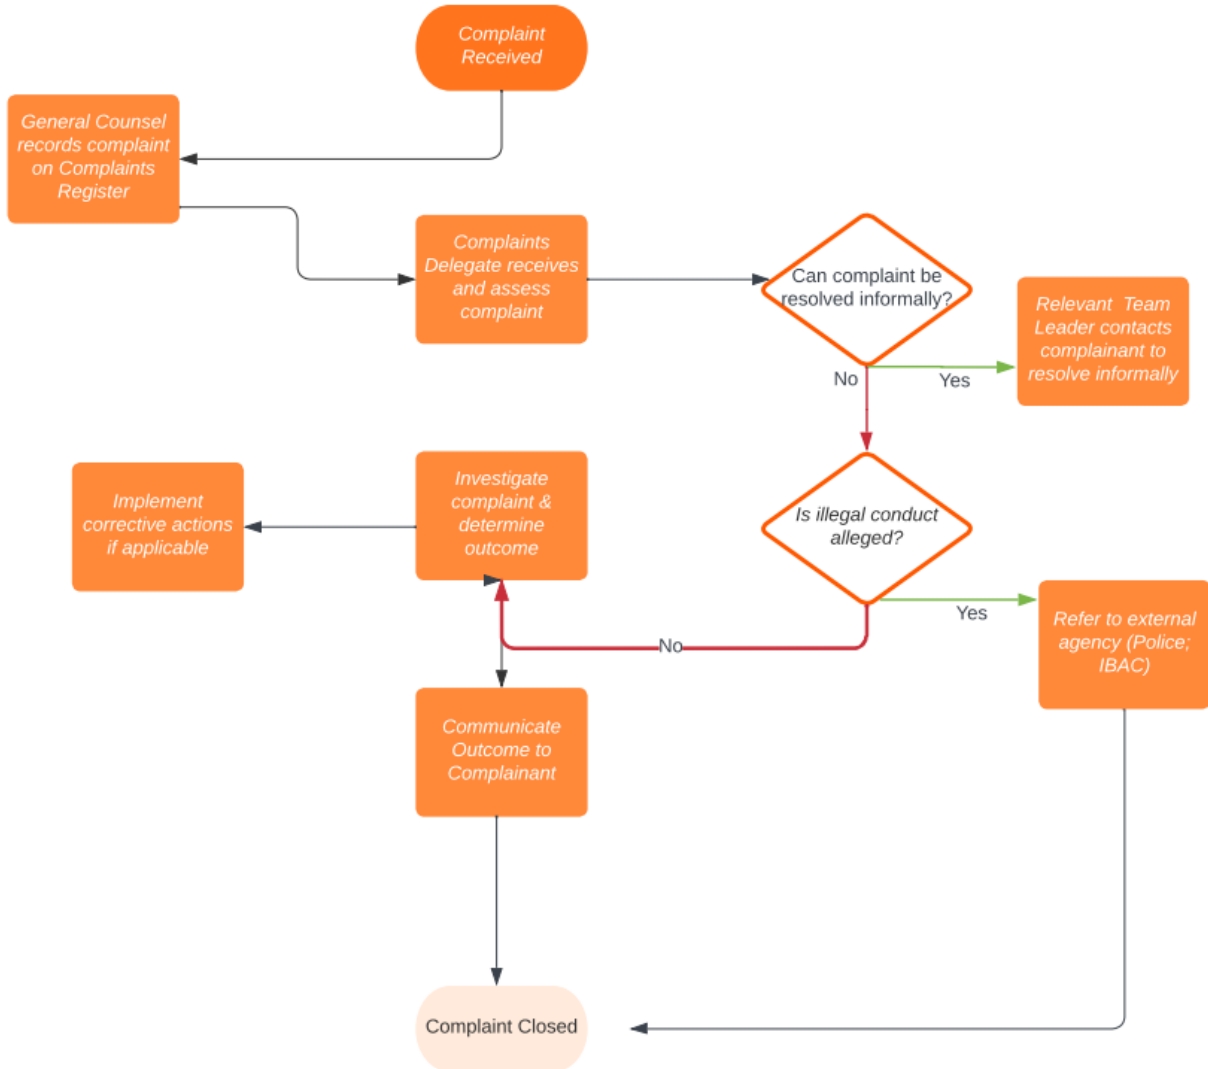 Complaint
Received
General Counsel
records complaint
on Complaints
Register
Complaints
Delegate receives
and assess
complaint
Can complaint be
resolved informally?
Relevant Team
Leader contacts
complainant to
resolve informally
No
Yes
Implement
corrective actions
if applicable
Investigate
complaint &
determine
outcome
Is illegal conduct
alleged?
Yes
No
Refer to external
agency (Police;
IBAC)
Communicate
Outcome to
Complainant
Complaint Closed